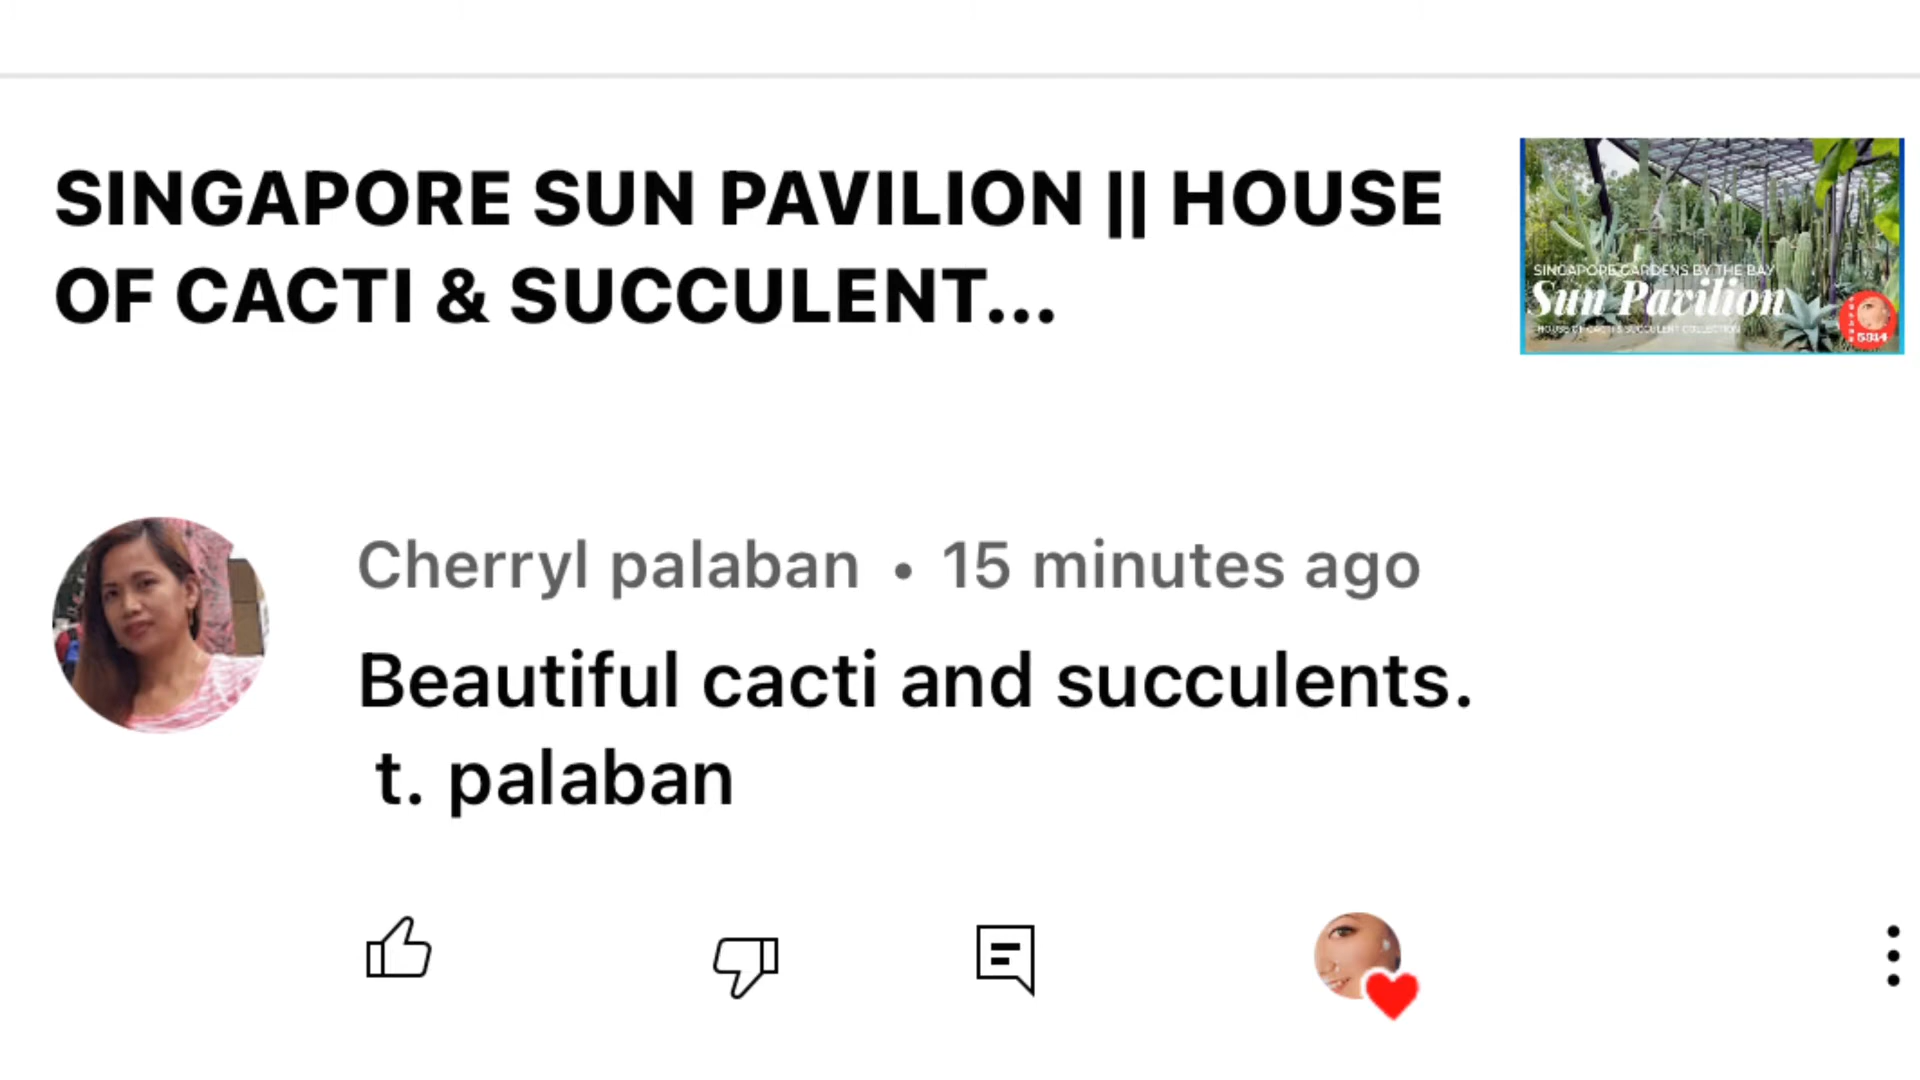 SINGAPORE SUN PAVILION || HOUSE
OF CACTI & SUCCULENT...
SINGAPORE GARDENS BY THE BAY
Sun Pavilion
HOUSE OF CACTI & SUCCULENT COLLECTION
5314
Cherryl palaban • 15 minutes ago
Beautiful cacti and succulents.
t. palaban